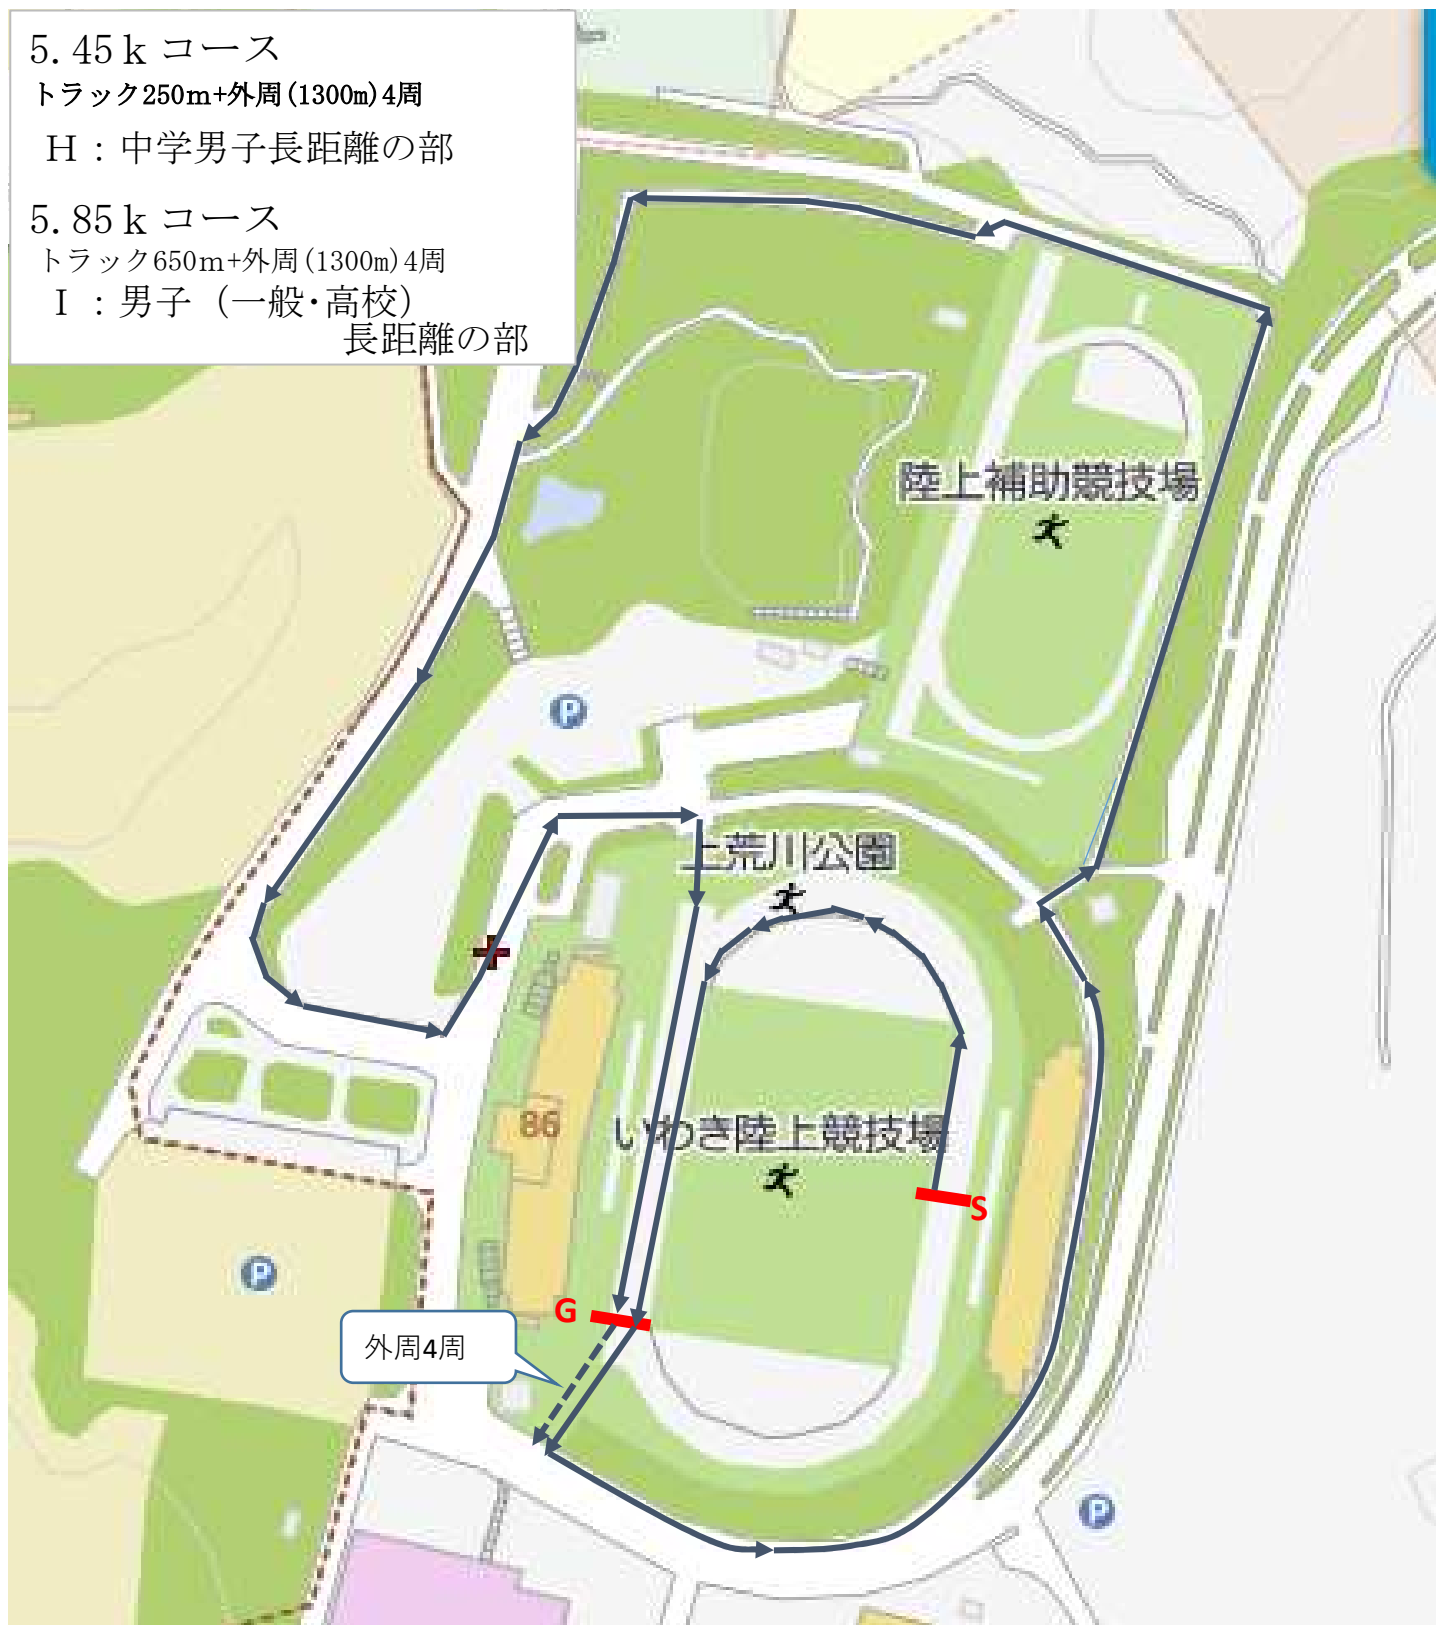 5.45ｋコース
トラック250ｍ+外周(1300m)4周
Ｈ：中学男子長距離の部
5.85ｋコース
トラック650ｍ+外周(1300m)4周
Ｉ：男子（一般・高校）
長距離の部
陸上補助競技場
P
上荒川公園
86
いわき陸上競技場
S
P
G
外周4周
P